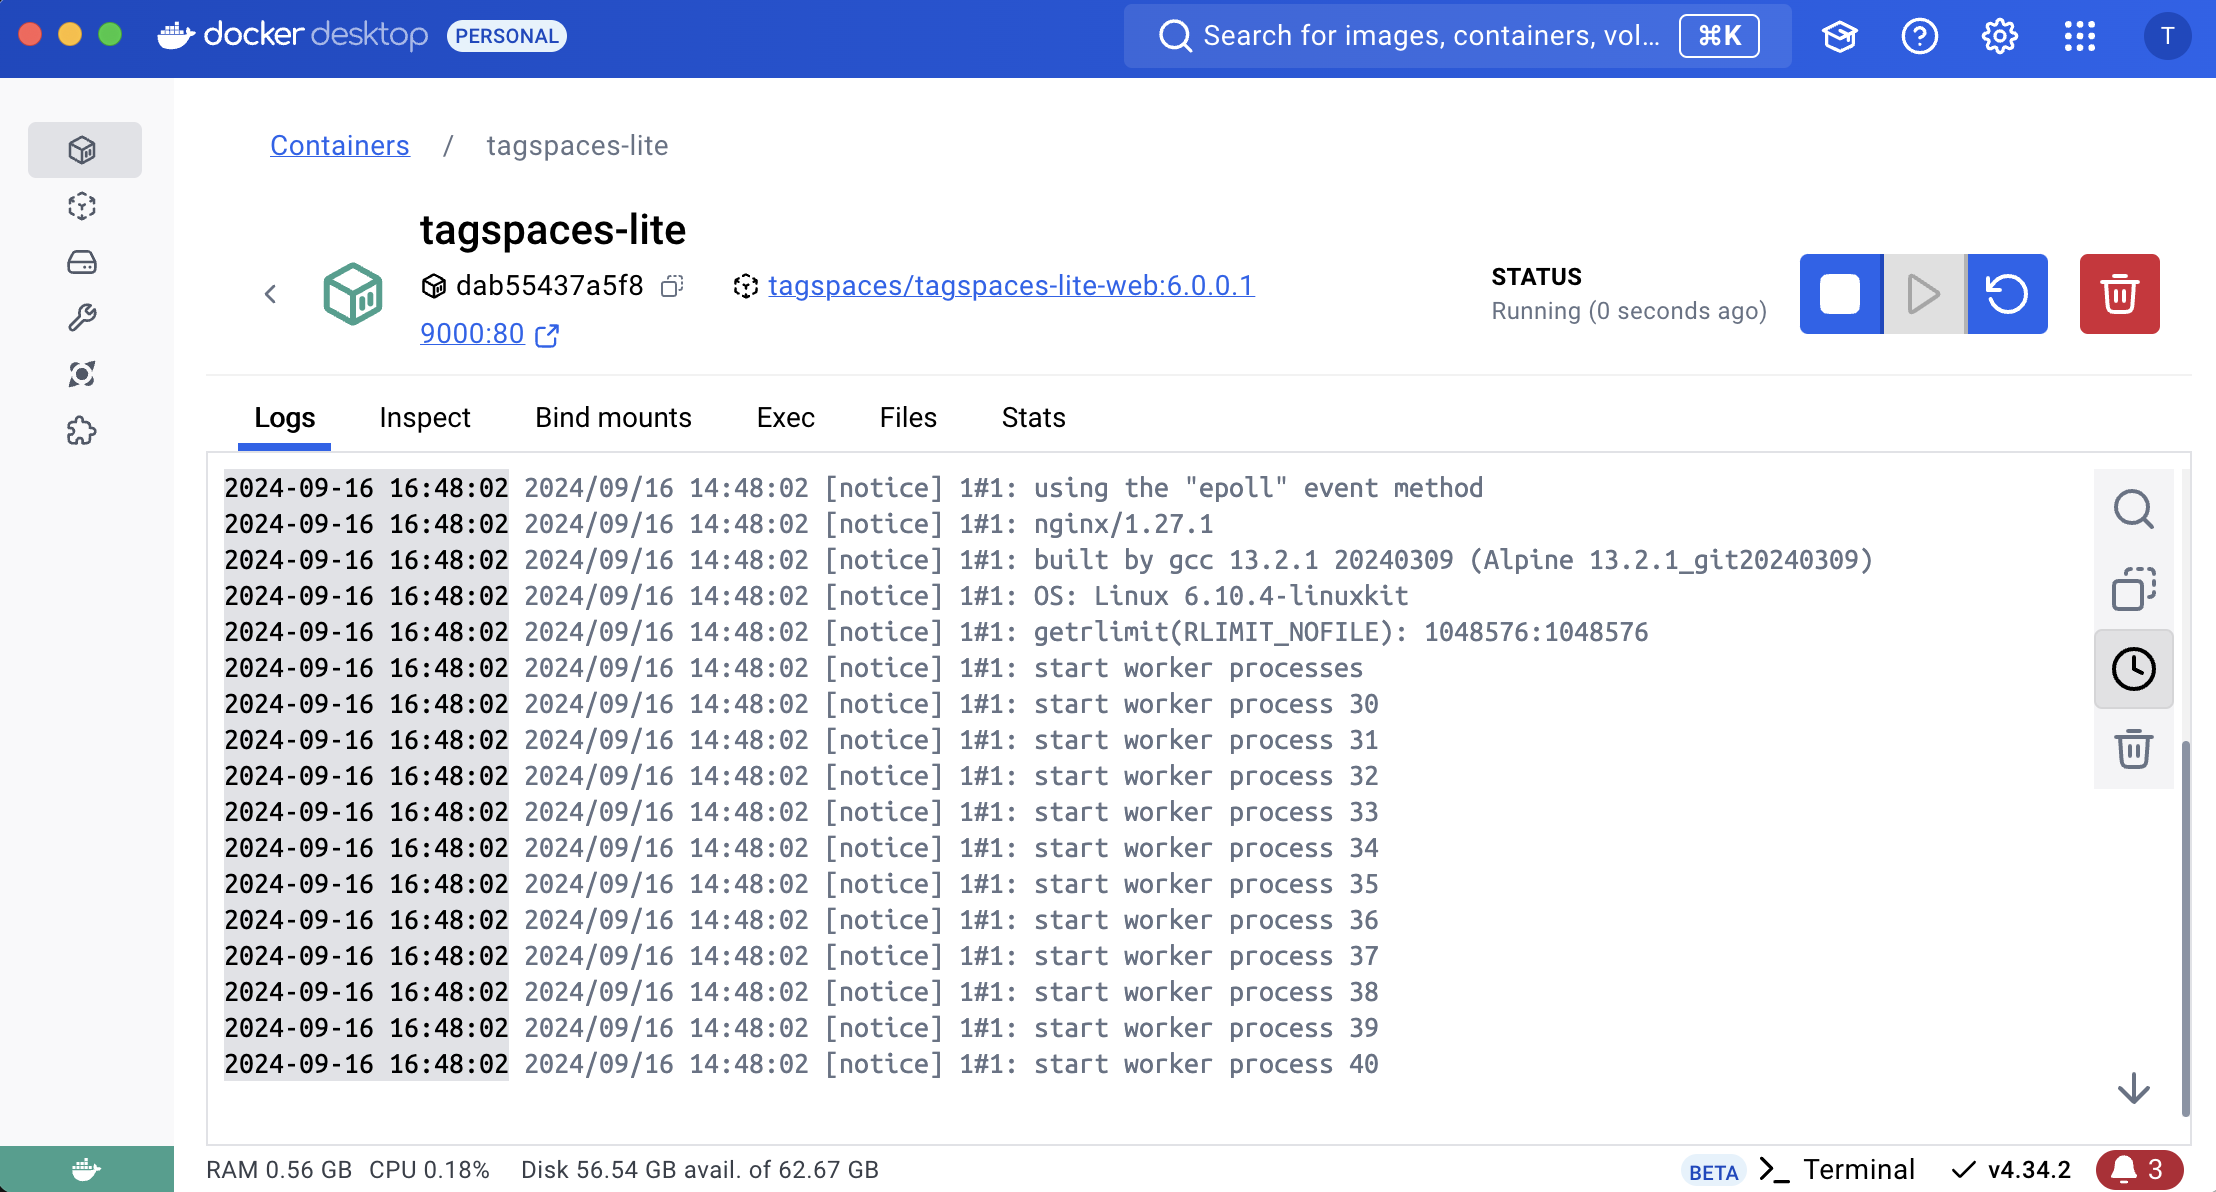 docker desktop PERSONAL
Search for images, containers, vol... ⌘K
T
Containers / tagspaces-lite
tagspaces-lite
dab55437a5f8 tagspaces/tagspaces-lite-web:6.0.0.1
9000:80
STATUS
Running (0 seconds ago)
Logs Inspect Bind mounts Exec Files Stats
2024-09-16 16:48:02 2024/09/16 14:48:02 [notice] 1#1: using the "epoll" event method
2024-09-16 16:48:02 2024/09/16 14:48:02 [notice] 1#1: nginx/1.27.1
2024-09-16 16:48:02 2024/09/16 14:48:02 [notice] 1#1: built by gcc 13.2.1 20240309 (Alpine 13.2.1_git20240309)
2024-09-16 16:48:02 2024/09/16 14:48:02 [notice] 1#1: OS: Linux 6.10.4-linuxkit
2024-09-16 16:48:02 2024/09/16 14:48:02 [notice] 1#1: getrlimit(RLIMIT_NOFILE): 1048576:1048576
2024-09-16 16:48:02 2024/09/16 14:48:02 [notice] 1#1: start worker processes
2024-09-16 16:48:02 2024/09/16 14:48:02 [notice] 1#1: start worker process 30
2024-09-16 16:48:02 2024/09/16 14:48:02 [notice] 1#1: start worker process 31
2024-09-16 16:48:02 2024/09/16 14:48:02 [notice] 1#1: start worker process 32
2024-09-16 16:48:02 2024/09/16 14:48:02 [notice] 1#1: start worker process 33
2024-09-16 16:48:02 2024/09/16 14:48:02 [notice] 1#1: start worker process 34
2024-09-16 16:48:02 2024/09/16 14:48:02 [notice] 1#1: start worker process 35
2024-09-16 16:48:02 2024/09/16 14:48:02 [notice] 1#1: start worker process 36
2024-09-16 16:48:02 2024/09/16 14:48:02 [notice] 1#1: start worker process 37
2024-09-16 16:48:02 2024/09/16 14:48:02 [notice] 1#1: start worker process 38
2024-09-16 16:48:02 2024/09/16 14:48:02 [notice] 1#1: start worker process 39
2024-09-16 16:48:02 2024/09/16 14:48:02 [notice] 1#1: start worker process 40
RAM 0.56 GB CPU 0.18% Disk 56.54 GB avail. of 62.67 GB BETA Terminal v4.34.2 3